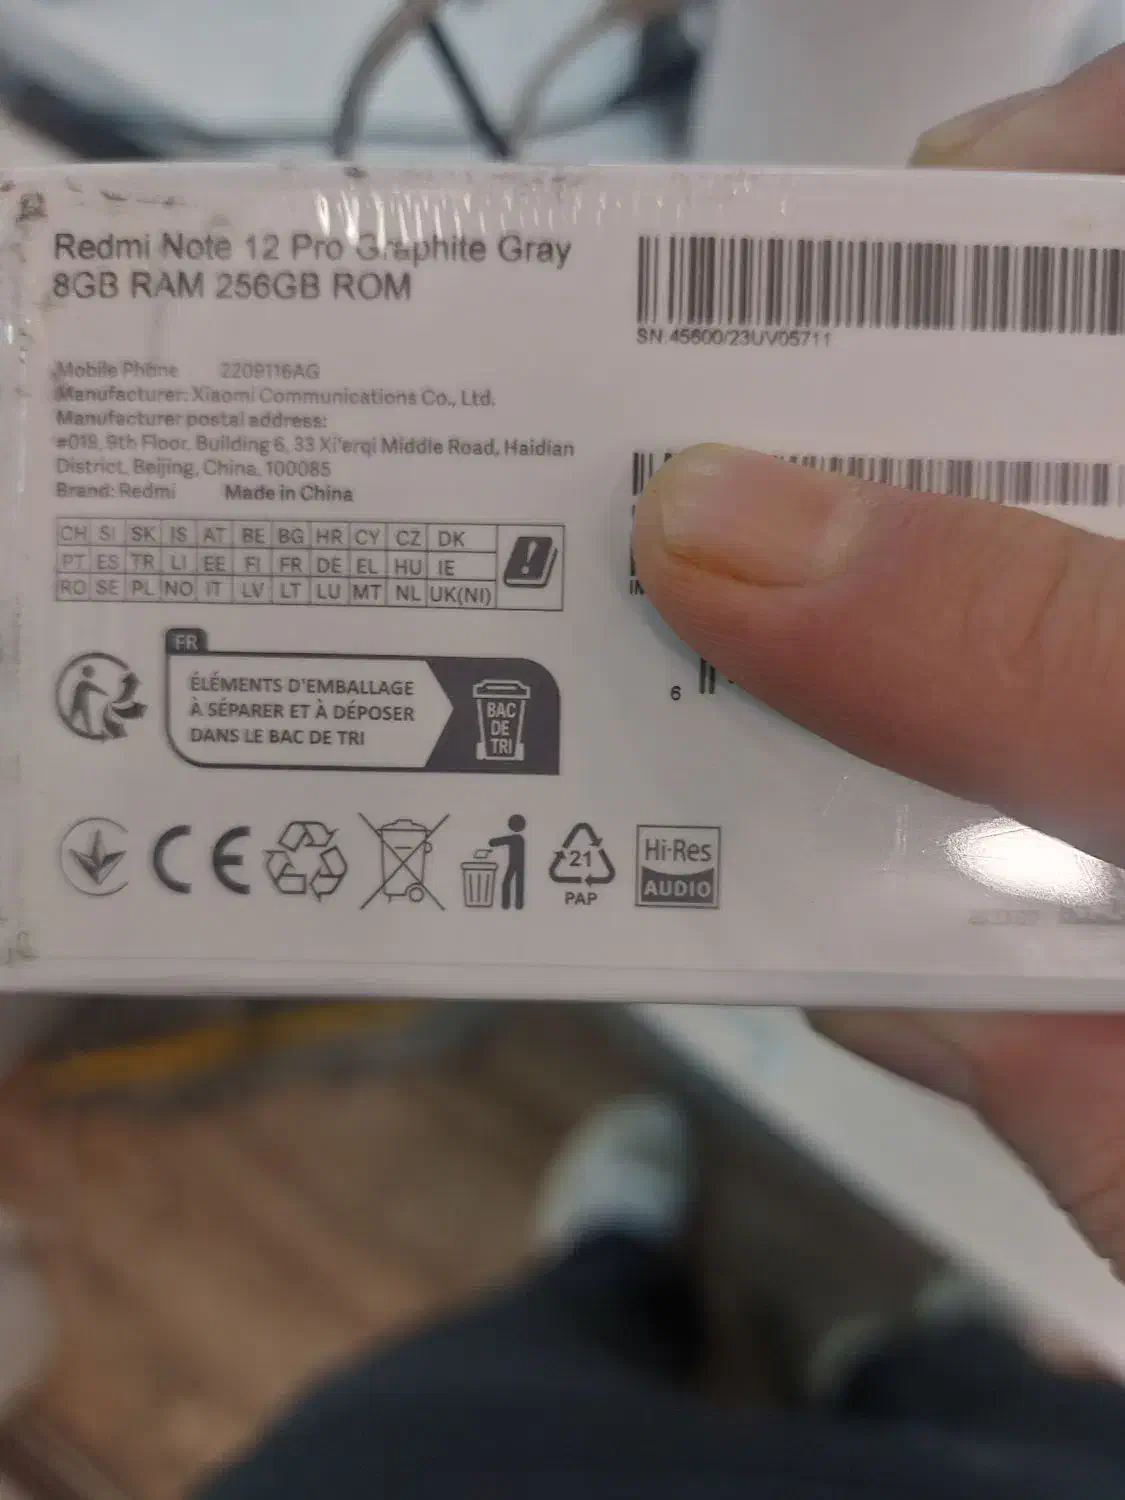 Redmi Note 12 Pro Graphite Gray
8GB RAM 256GB ROM
Mobile Phone 2209116AG
Manufacturer: Xiaomi Communications Co., Ltd.
Manufacturer postal address:
#019, 9th Floor, Building 6, 33 Xi'erqi Middle Road, Haidian
District, Beijing, China, 100085
Brand: Redmi Made in China
CH SI SK IS AT BE BG HR CY CZ DK
PT ES TR LI EE FI FR DE EL HU IE
RO SE PL NO IT LV LT LU MT NL UK(NI)
!
FR
ÉLÉMENTS D'EMBALLAGE
À SÉPARER ET À DÉPOSER
DANS LE BAC DE TRI
BAC
DE
TRI
CE
21
PAP
Hi-Res
AUDIO
SN:45600/23UV05711
6